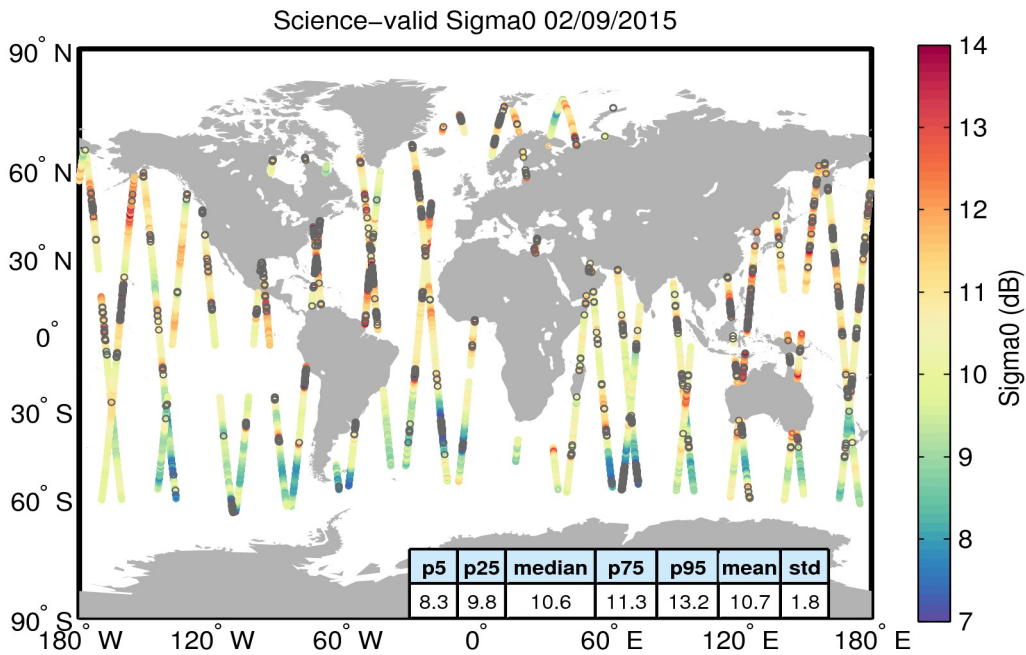 Science−valid Sigma0 02/09/2015
90° N
60° N
30° N
0°
30° S
60° S
90° S
180° W
120° W
60° W
0°
60° E
120° E
180° E
p5 p25 median p75 p95 mean std
8.3 9.8 10.6 11.3 13.2 10.7 1.8
14
13
12
11
10
9
8
7
Sigma0 (dB)